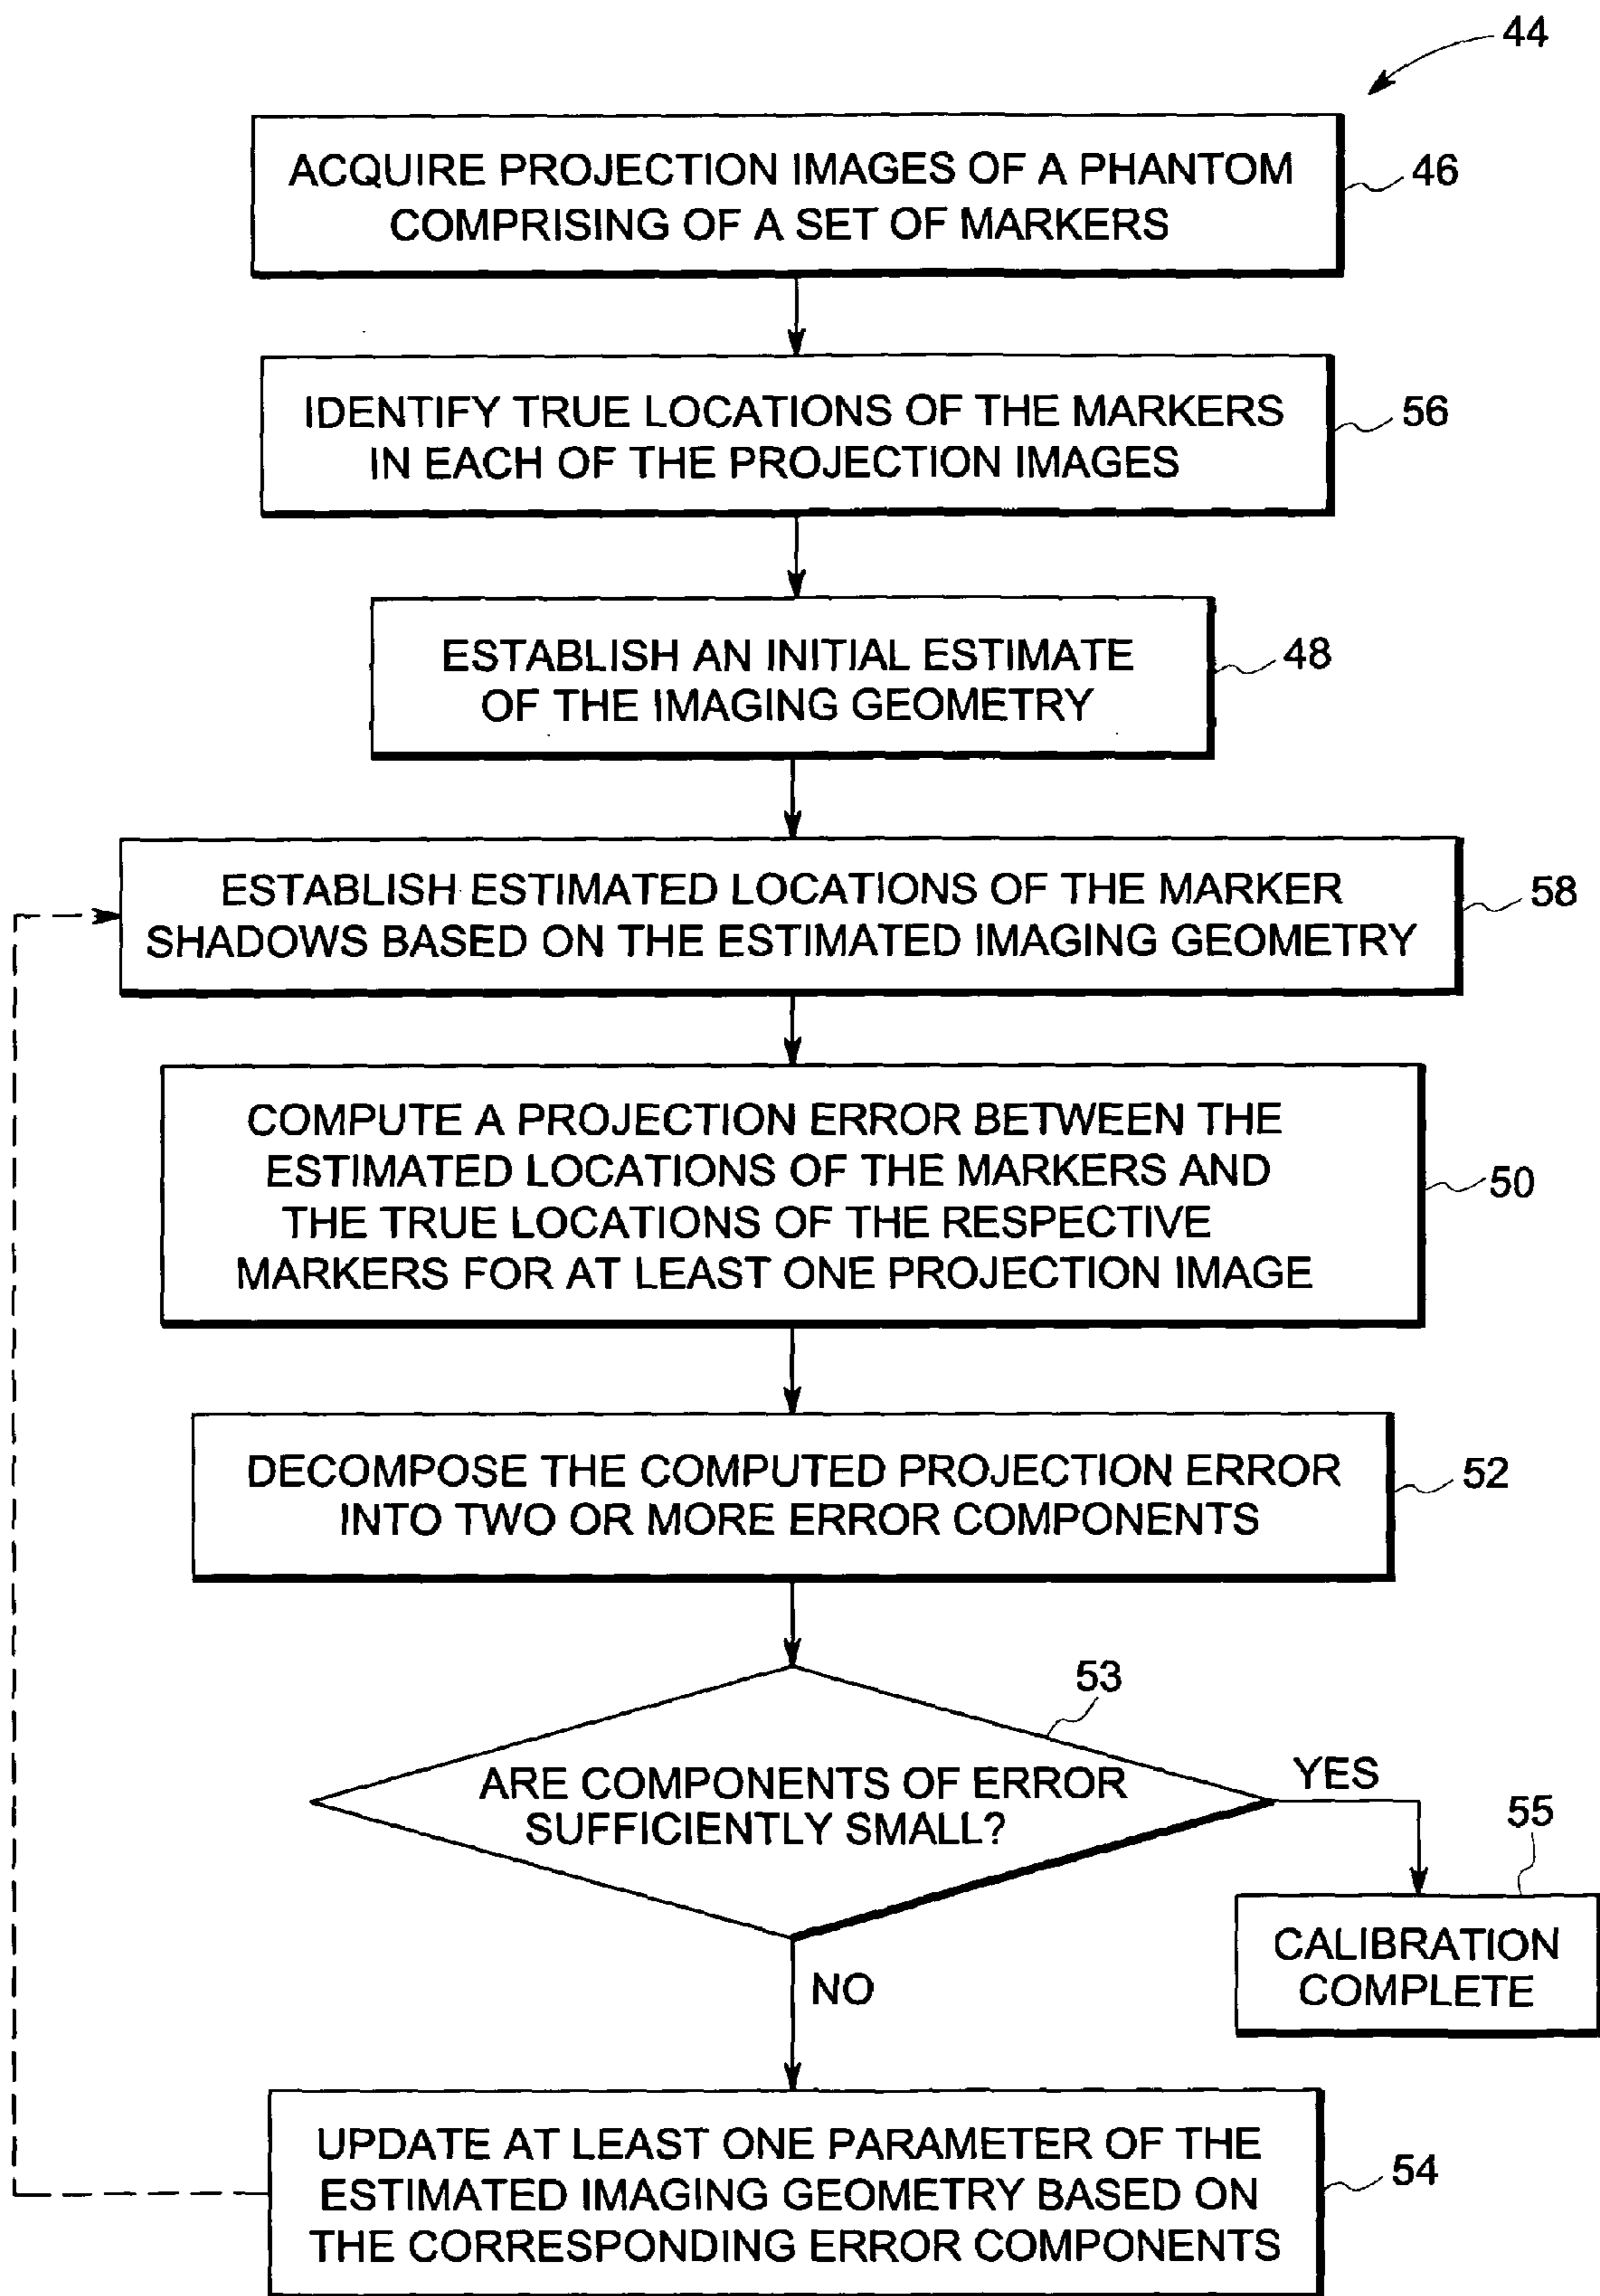 44
ACQUIRE PROJECTION IMAGES OF A PHANTOM
COMPRISING OF A SET OF MARKERS
46
IDENTIFY TRUE LOCATIONS OF THE MARKERS
IN EACH OF THE PROJECTION IMAGES
56
ESTABLISH AN INITIAL ESTIMATE
OF THE IMAGING GEOMETRY
48
ESTABLISH ESTIMATED LOCATIONS OF THE MARKER
SHADOWS BASED ON THE ESTIMATED IMAGING GEOMETRY
58
COMPUTE A PROJECTION ERROR BETWEEN THE
ESTIMATED LOCATIONS OF THE MARKERS AND
THE TRUE LOCATIONS OF THE RESPECTIVE
MARKERS FOR AT LEAST ONE PROJECTION IMAGE
50
DECOMPOSE THE COMPUTED PROJECTION ERROR
INTO TWO OR MORE ERROR COMPONENTS
52
53
ARE COMPONENTS OF ERROR
SUFFICIENTLY SMALL?
YES
55
CALIBRATION
COMPLETE
NO
UPDATE AT LEAST ONE PARAMETER OF THE
ESTIMATED IMAGING GEOMETRY BASED ON
THE CORRESPONDING ERROR COMPONENTS
54